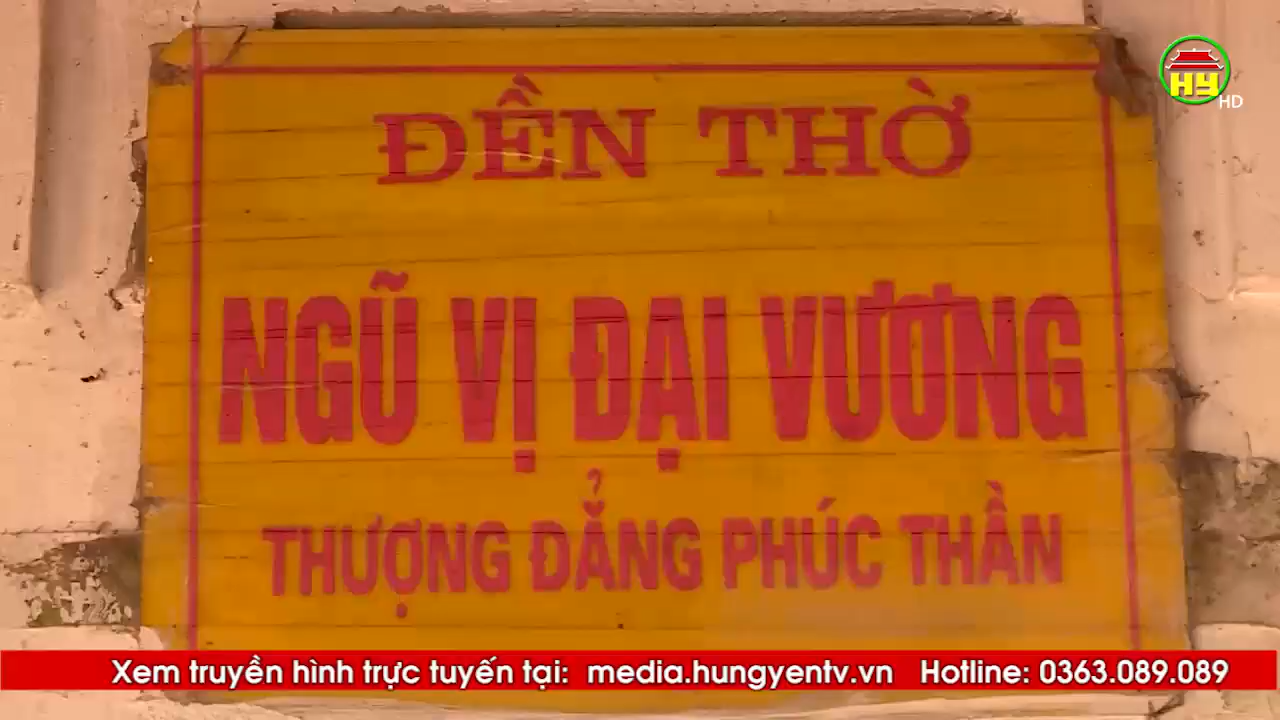 HY
HD
ĐỀN THỜ
NGŨ VỊ ĐẠI VƯƠNG
THƯỢNG ĐẲNG PHÚC THẦN
Xem truyền hình trực tuyến tại: media.hungyentv.vn Hotline: 0363.089.089